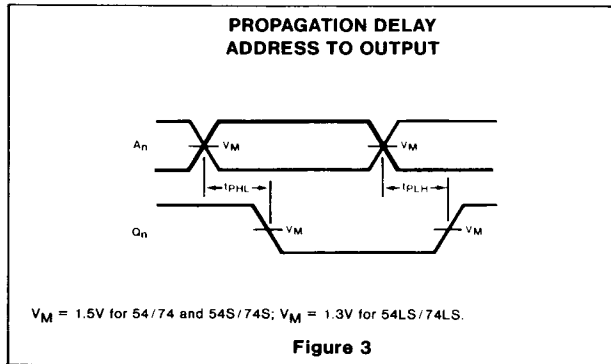 PROPAGATION DELAY
ADDRESS TO OUTPUT
An
VM
VM
tPHL
tPLH
Qn
VM
VM
VM = 1.5V for 54/74 and 54S/74S; VM = 1.3V for 54LS/74LS.
Figure 3